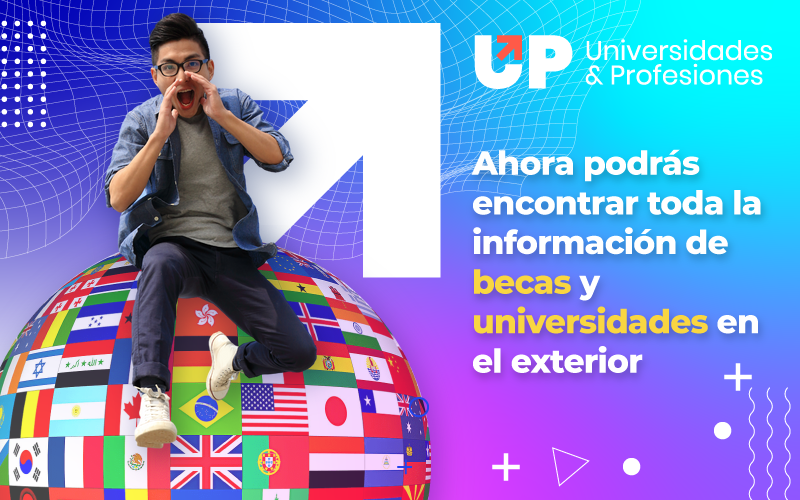 UP Universidades
& Profesiones
Ahora podrás
encontrar toda la
información de
becas y
universidades en
el exterior